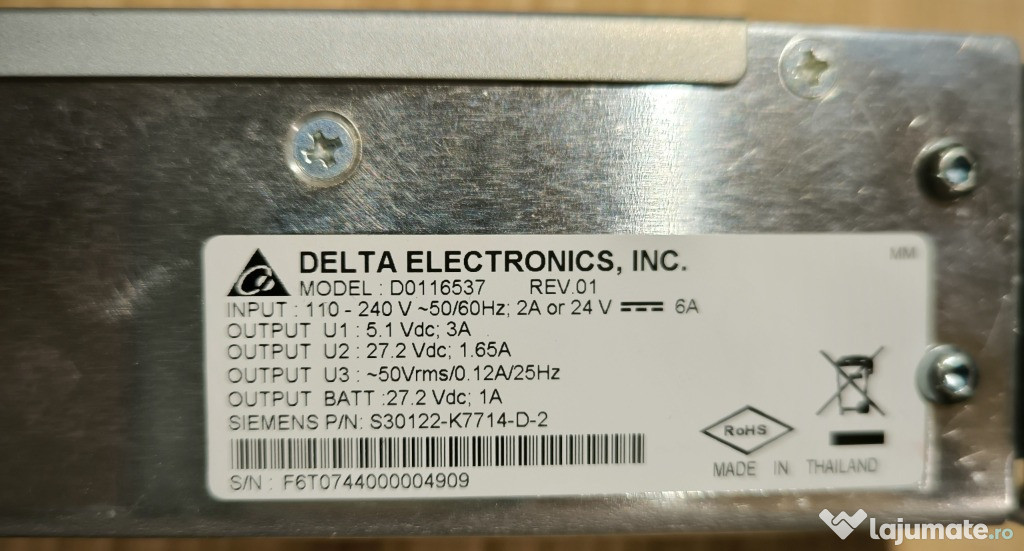 DELTA ELECTRONICS, INC.
MM
MODEL : D0116537 REV.01
INPUT : 110 - 240 V ~50/60Hz; 2A or 24 V 6A
OUTPUT U1 : 5.1 Vdc; 3A
OUTPUT U2 : 27.2 Vdc; 1.65A
OUTPUT U3 : ~50Vrms/0.12A/25Hz
OUTPUT BATT :27.2 Vdc; 1A
SIEMENS P/N: S30122-K7714-D-2
RoHS
MADE IN THAILAND
S/N : F6T0744000004909
lajumate.ro